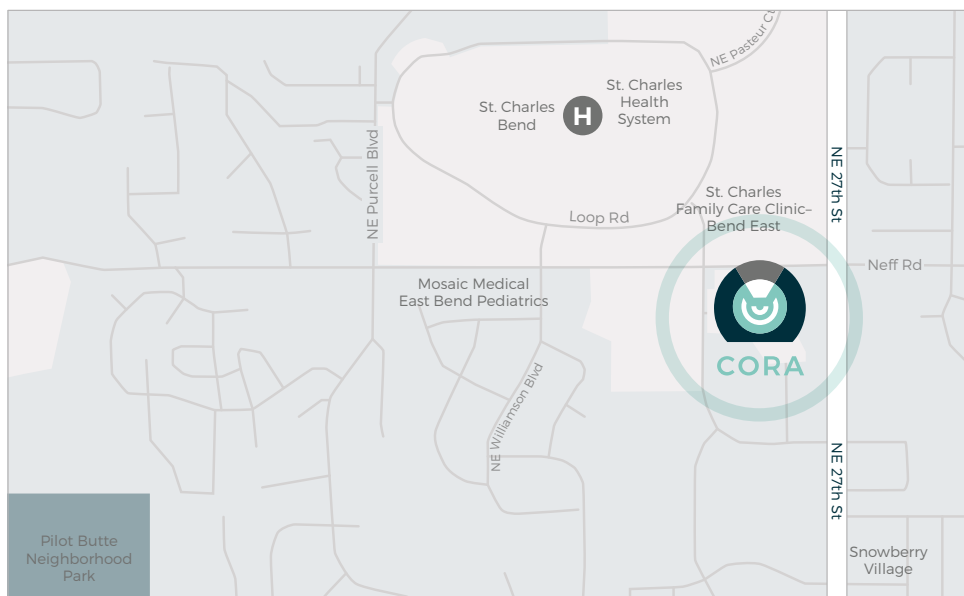 NE Pasteur Ct
St. Charles
Bend
H
St. Charles
Health
System
NE Purcell Blvd
NE 27th St
St. Charles
Family Care Clinic–
Bend East
Loop Rd
Neff Rd
Mosaic Medical
East Bend Pediatrics
CORA
NE Williamson Blvd
NE 27th St
Pilot Butte
Neighborhood
Park
Snowberry
Village